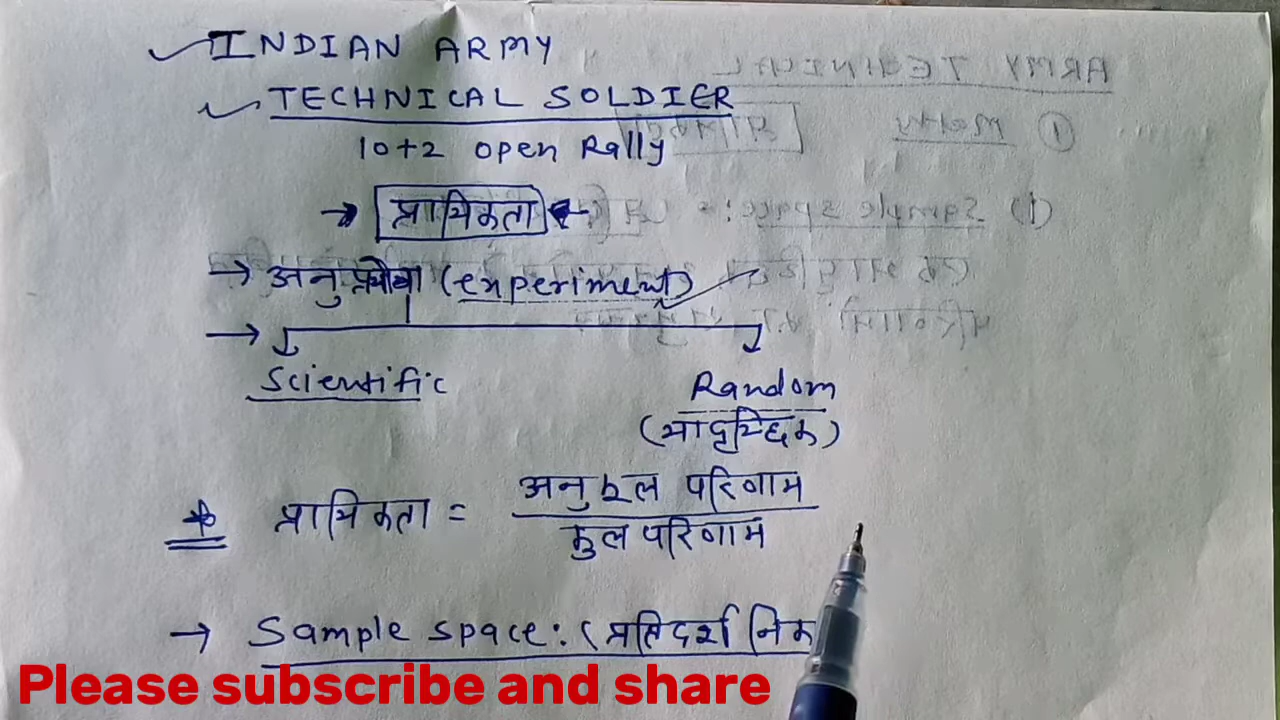 INDIAN ARMY
TECHNICAL SOLDIER
10+2 open Rally
→ प्रायिकता ←
→ अनुप्रयोग (experiment)
→
Scientific
Random
(यादृच्छिक)
* प्रायिकता = अनुकूल परिणाम
कुल परिणाम
→ Sample space: (प्रतिदर्श
Please subscribe and share